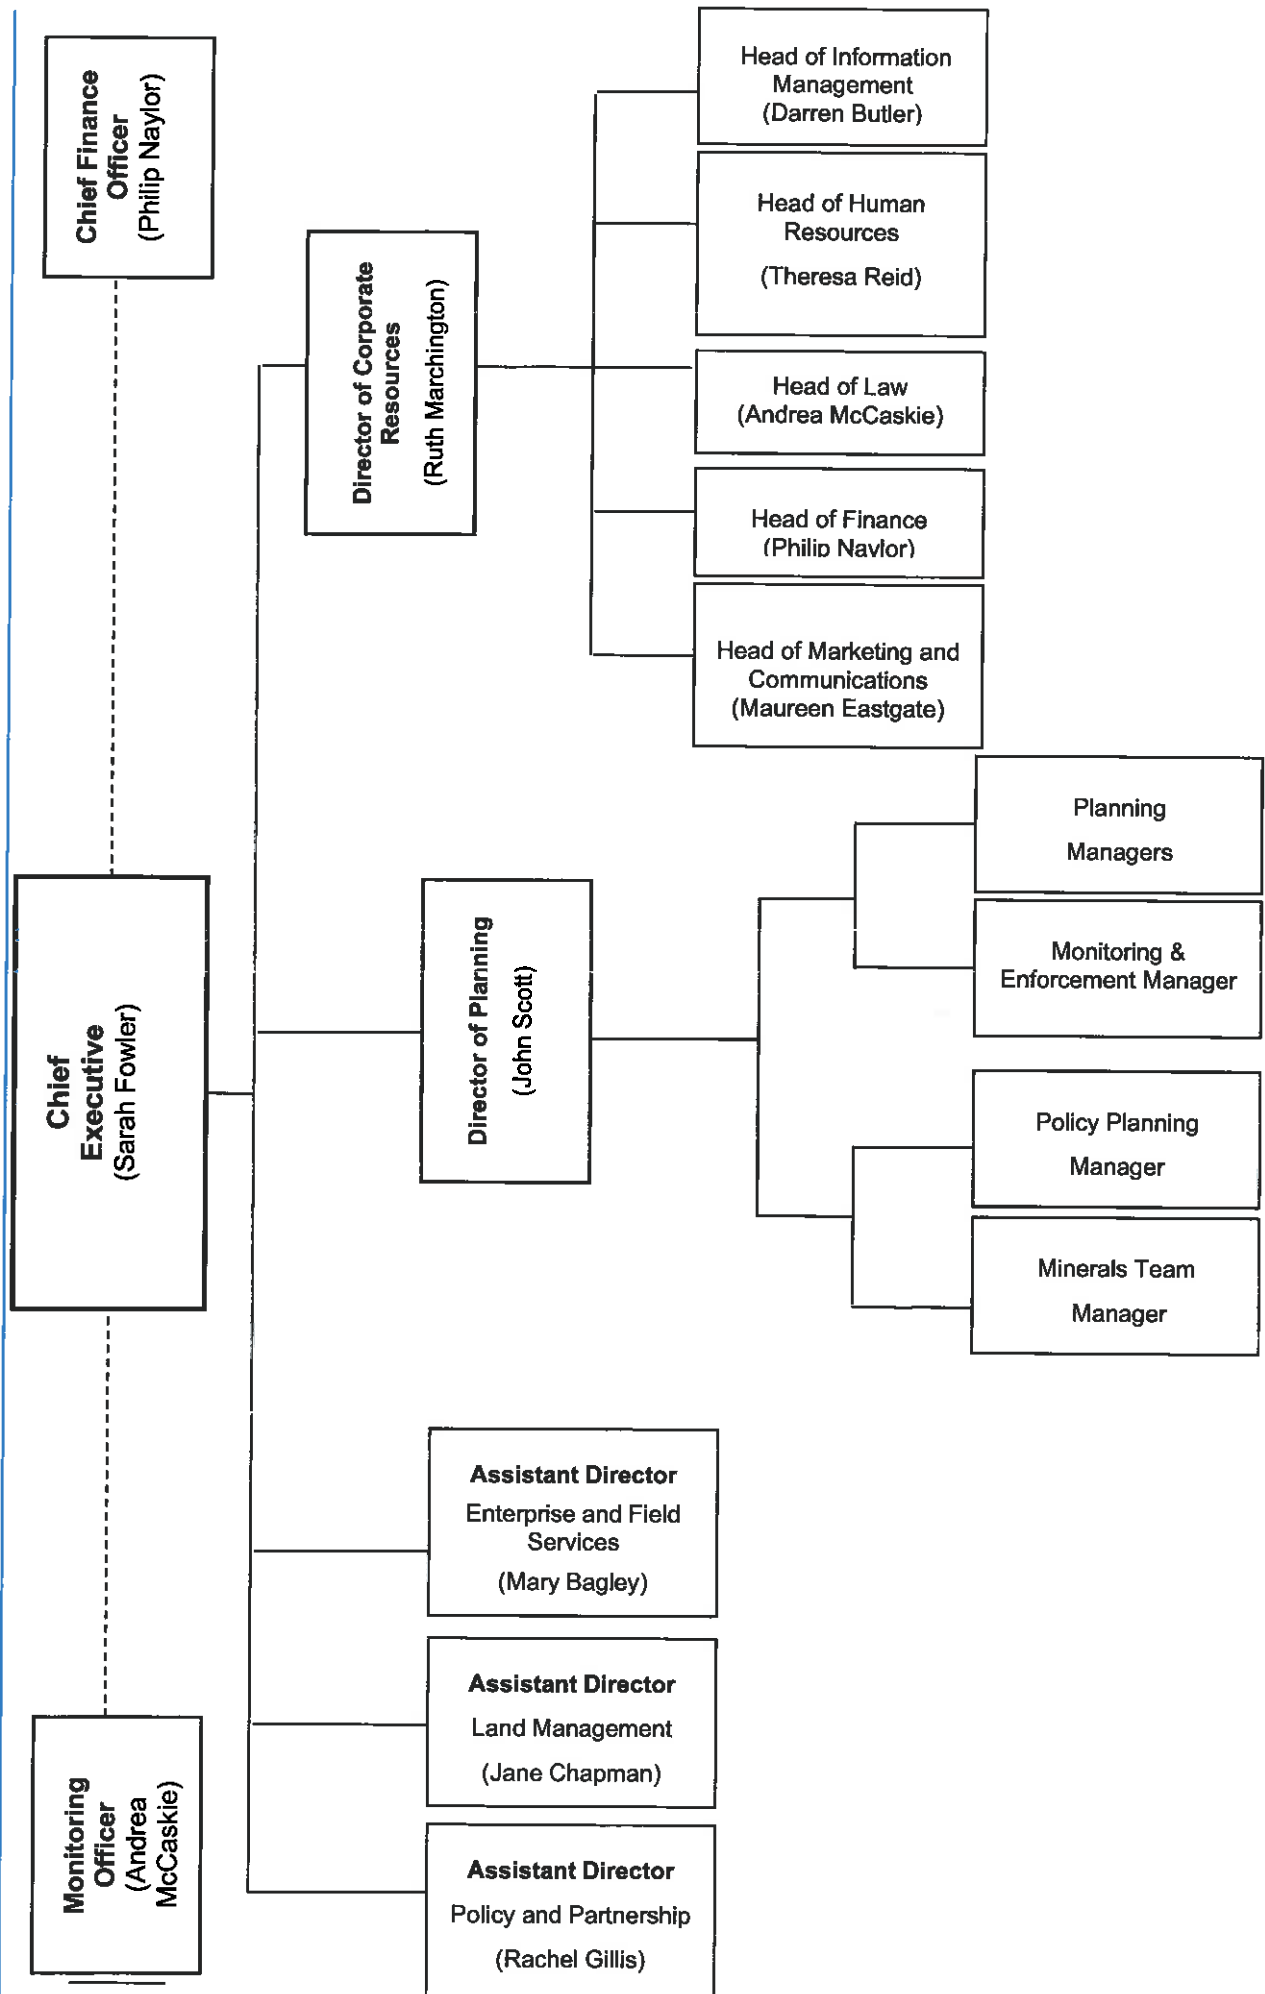 Chief Finance
Officer
(Philip Naylor)
Chief
Executive
(Sarah Fowler)
Monitoring
Officer
(Andrea
McCaskie)
Director of Corporate
Resources
(Ruth Marchington)
Director of Planning
(John Scott)
Assistant Director
Enterprise and Field
Services
(Mary Bagley)
Assistant Director
Land Management
(Jane Chapman)
Assistant Director
Policy and Partnership
(Rachel Gillis)
Head of Information
Management
(Darren Butler)
Head of Human
Resources
(Theresa Reid)
Head of Law
(Andrea McCaskie)
Head of Finance
(Philip Naylor)
Head of Marketing and
Communications
(Maureen Eastgate)
Planning
Managers
Monitoring &
Enforcement Manager
Policy Planning
Manager
Minerals Team
Manager